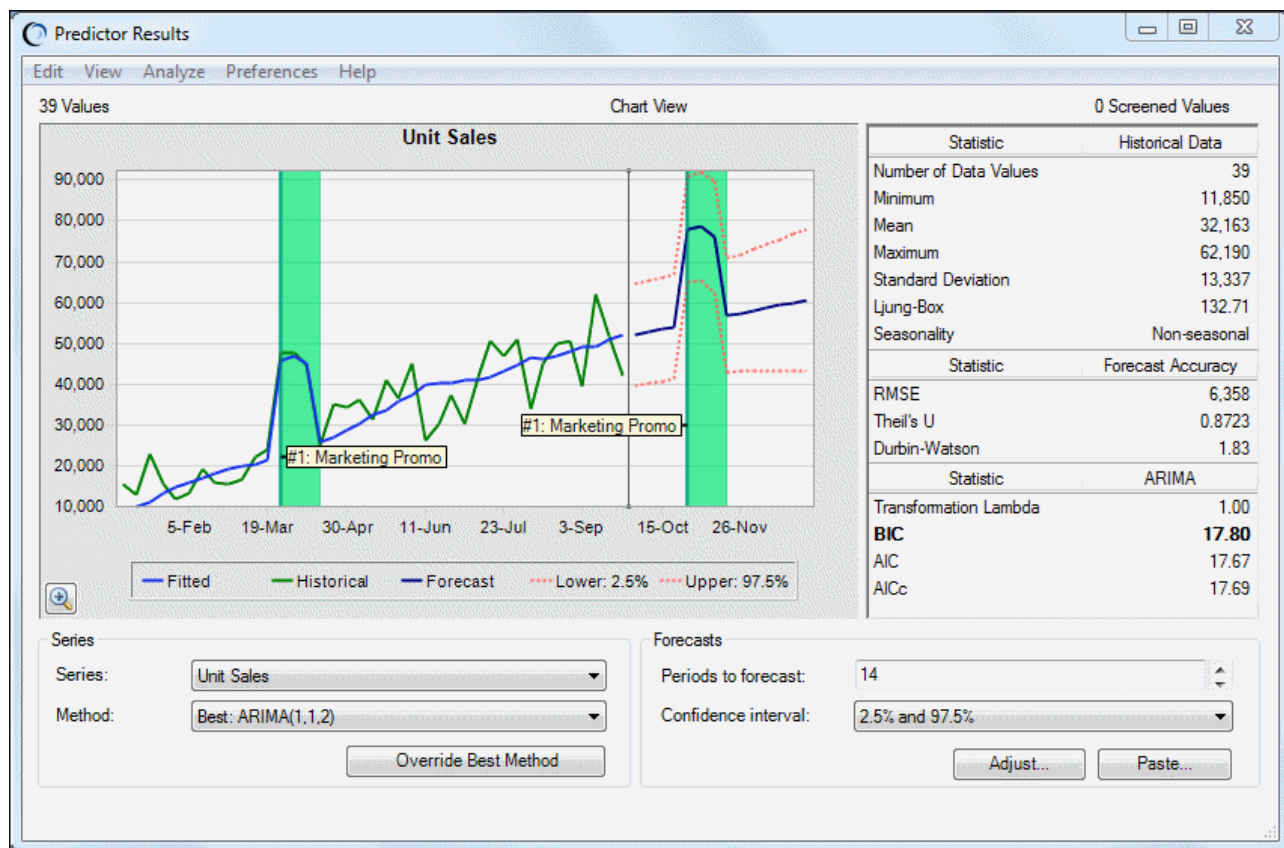 Predictor Results
Edit View Analyze Preferences Help
39 Values Chart View 0 Screened Values
Unit Sales
90,000
80,000
70,000
60,000
50,000
40,000
30,000
20,000
10,000
#1: Marketing Promo
#1: Marketing Promo
5-Feb 19-Mar 30-Apr 11-Jun 23-Jul 3-Sep 15-Oct 26-Nov
Fitted Historical Forecast Lower: 2.5% Upper: 97.5%
Statistic Historical Data
Number of Data Values 39
Minimum 11,850
Mean 32,163
Maximum 62,190
Standard Deviation 13,337
Ljung-Box 132.71
Seasonality Non-seasonal
Statistic Forecast Accuracy
RMSE 6,358
Theil's U 0.8723
Durbin-Watson 1.83
Statistic ARIMA
Transformation Lambda 1.00
BIC 17.80
AIC 17.67
AICc 17.69
Series
Series: Unit Sales
Method: Best: ARIMA(1,1,2)
Override Best Method
Forecasts
Periods to forecast: 14
Confidence interval: 2.5% and 97.5%
Adjust... Paste...